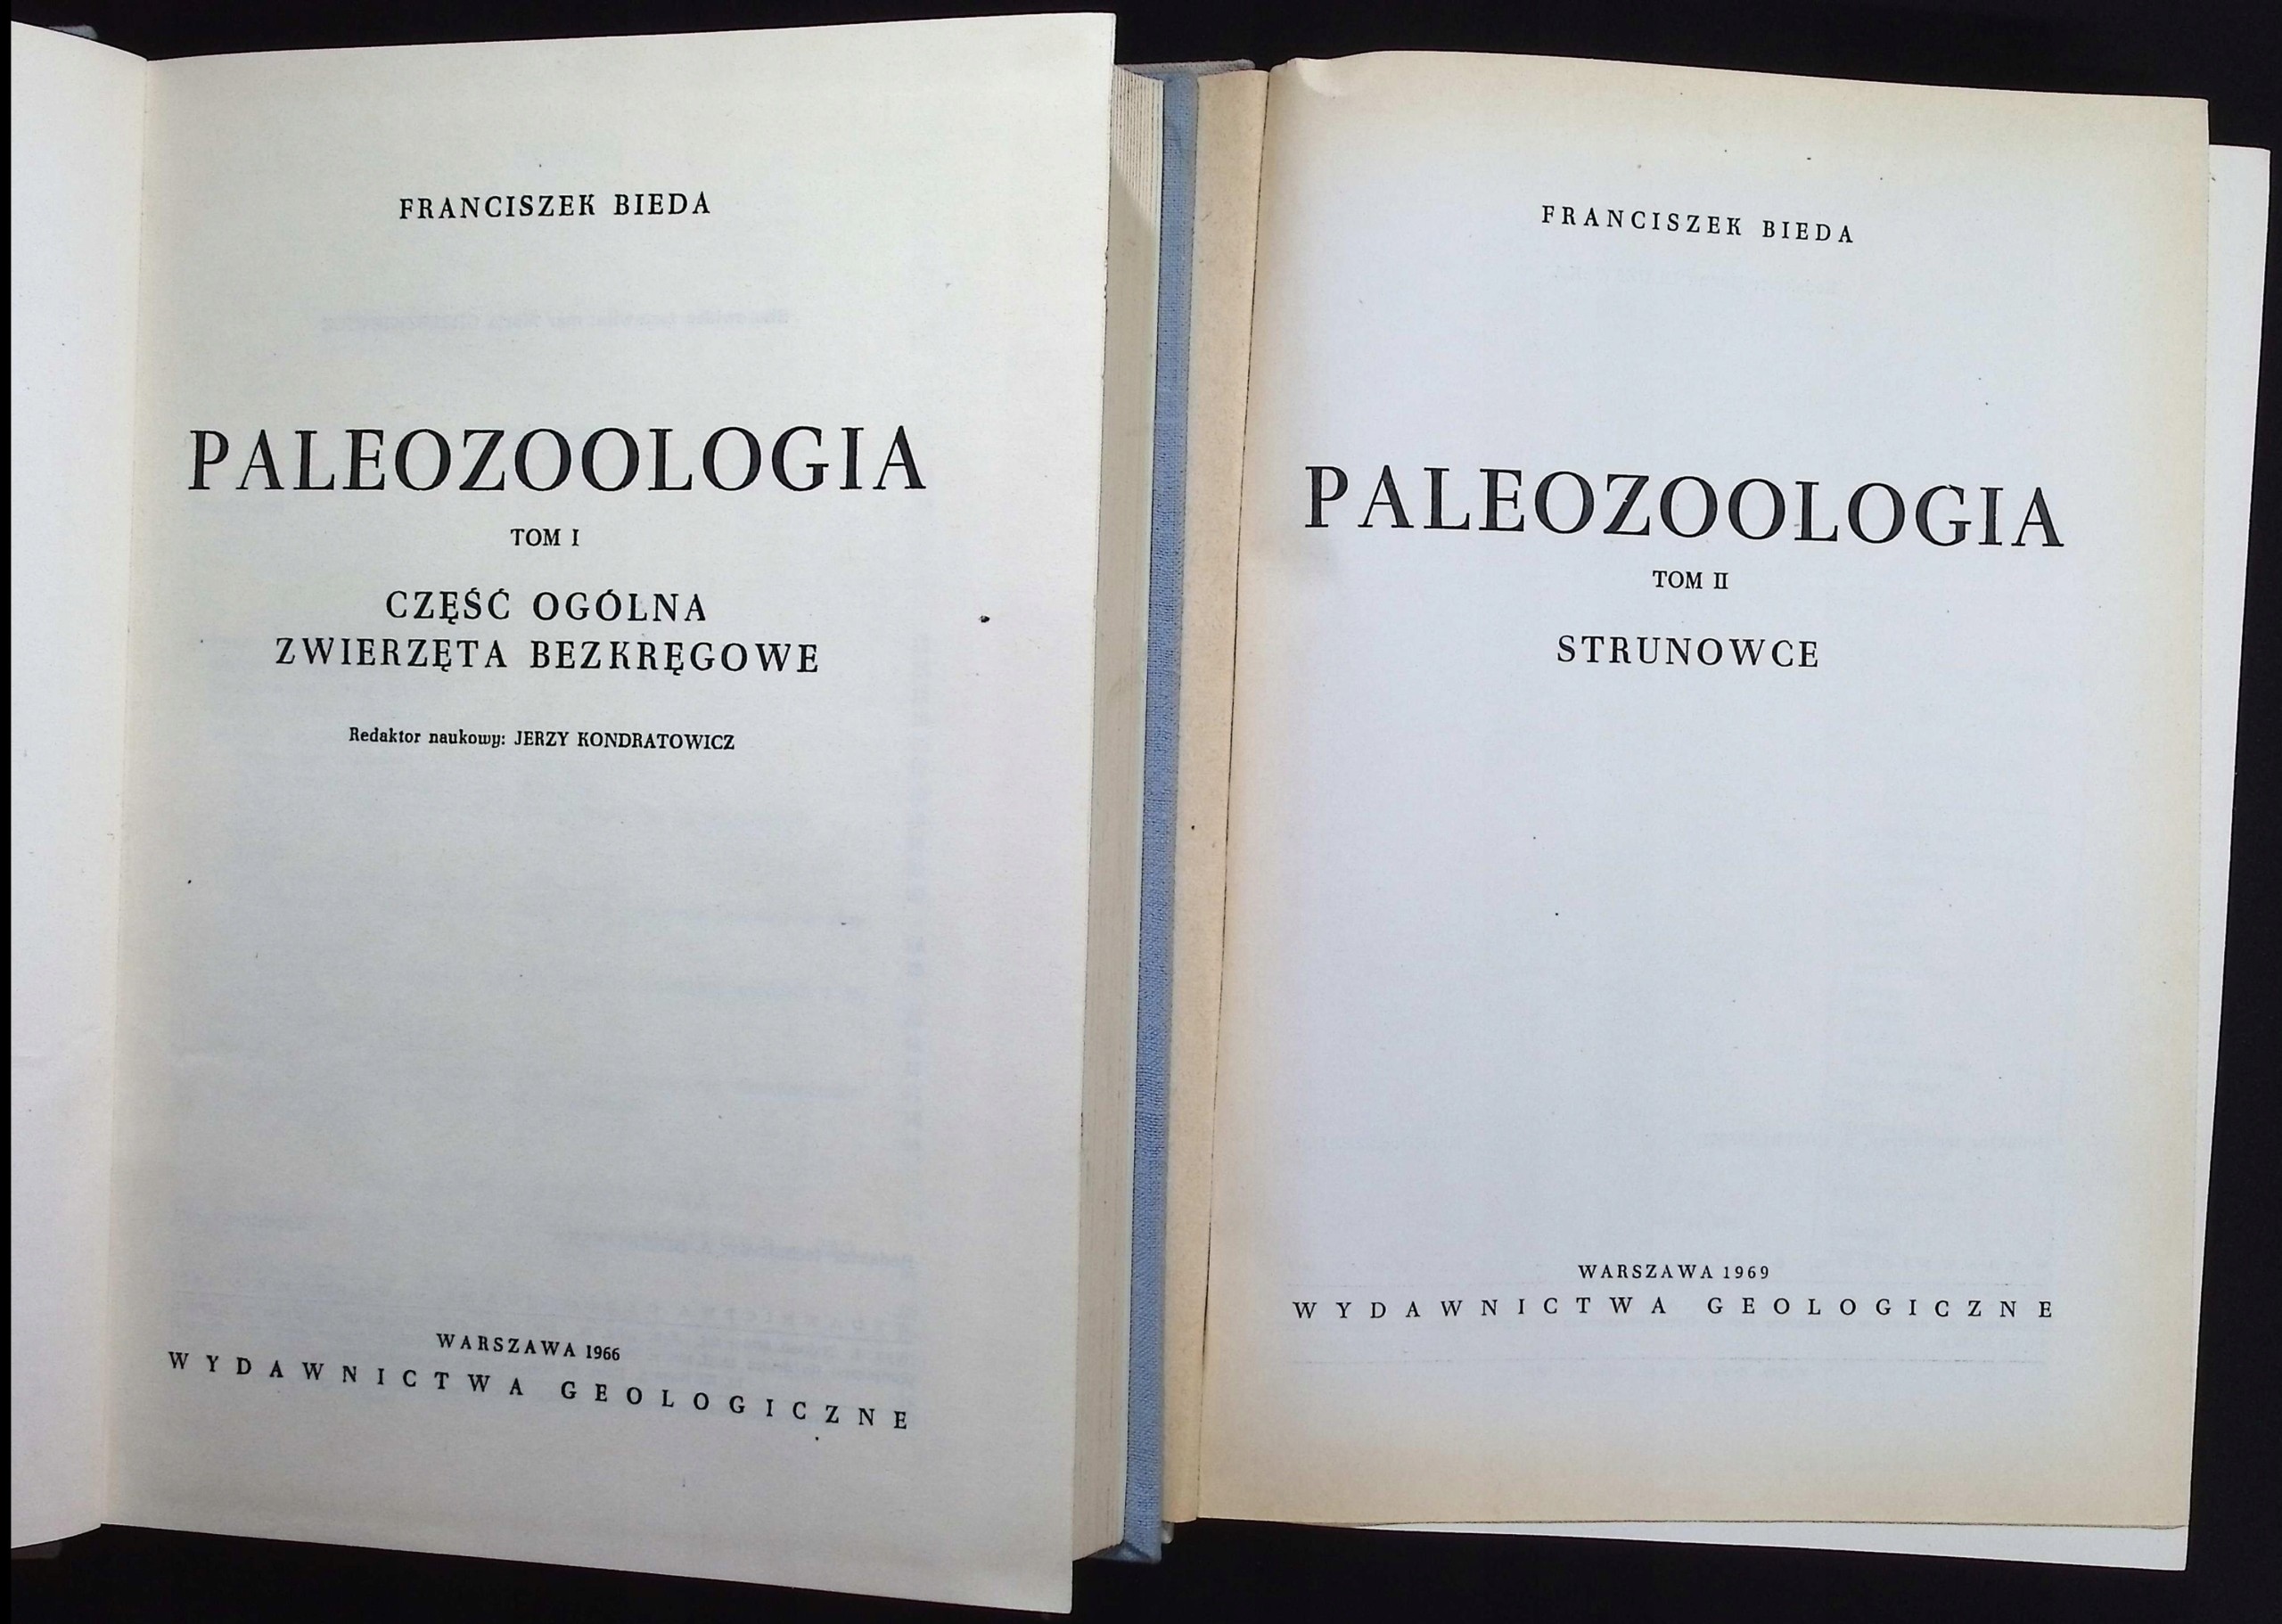 FRANCISZEK BIEDA
PALEOZOOLOGIA
TOM I
CZĘŚĆ OGÓLNA
ZWIERZĘTA BEZKRĘGOWE
Redaktor naukowy: JERZY KONDRATOWICZ
WARSZAWA 1966
WYDAWNICTWA GEOLOGICZNE
FRANCISZEK BIEDA
PALEOZOOLOGIA
TOM II
STRUNOWCE
WARSZAWA 1969
WYDAWNICTWA GEOLOGICZNE